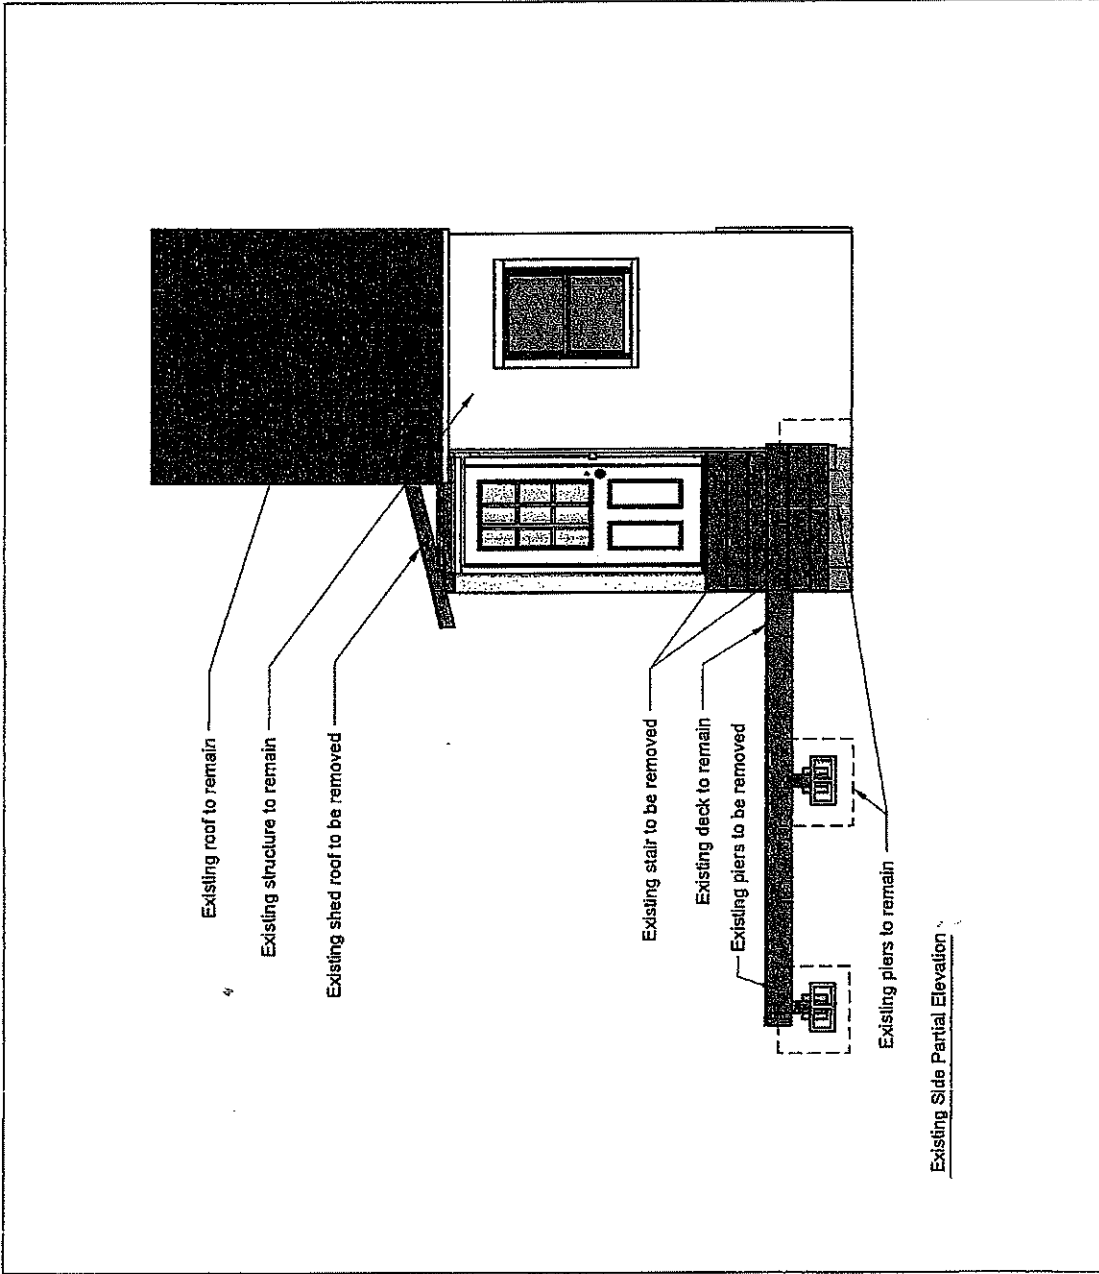 Existing roof to remain
Existing structure to remain
Existing shed roof to be removed
Existing stair to be removed
Existing deck to remain
Existing piers to be removed
Existing piers to remain
Existing Side Partial Elevation